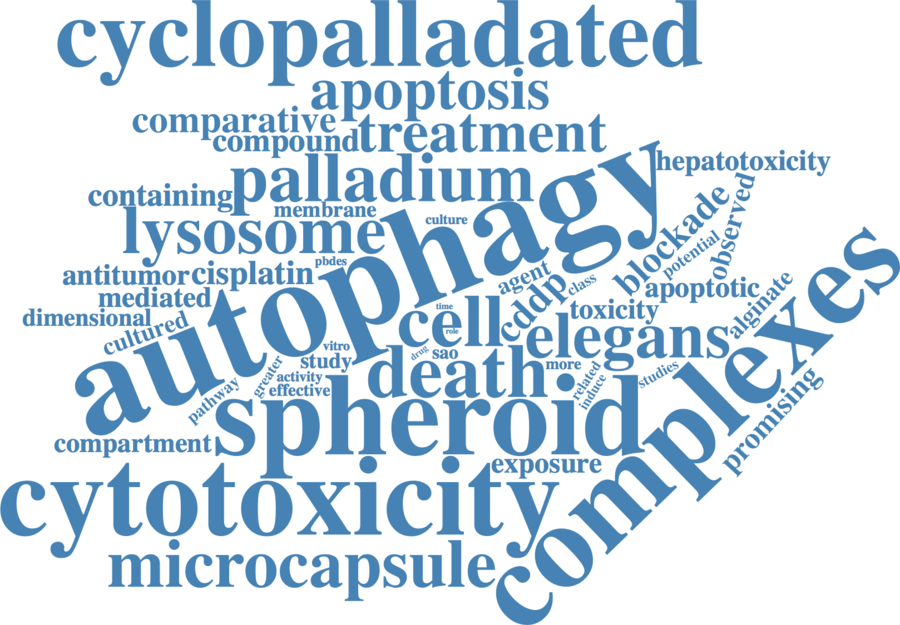 cyclopalladated
apoptosis
comparative
compound
treatment
palladium
autophagy
hepatotoxicity
containing
membrane
culture
lysosome
blockade
observed
potential
antitumor
cisplatin
pbdes
agent
class
cddp
apoptotic
mediated
dimensional
cultured
time
role
cell
toxicity
elegans
alginate
complexes
vitro
study
drug
sao
death
more
related
induce
studies
greater
activity
effective
pathway
spheroid
promising
compartment
exposure
cytotoxicity
microcapsule